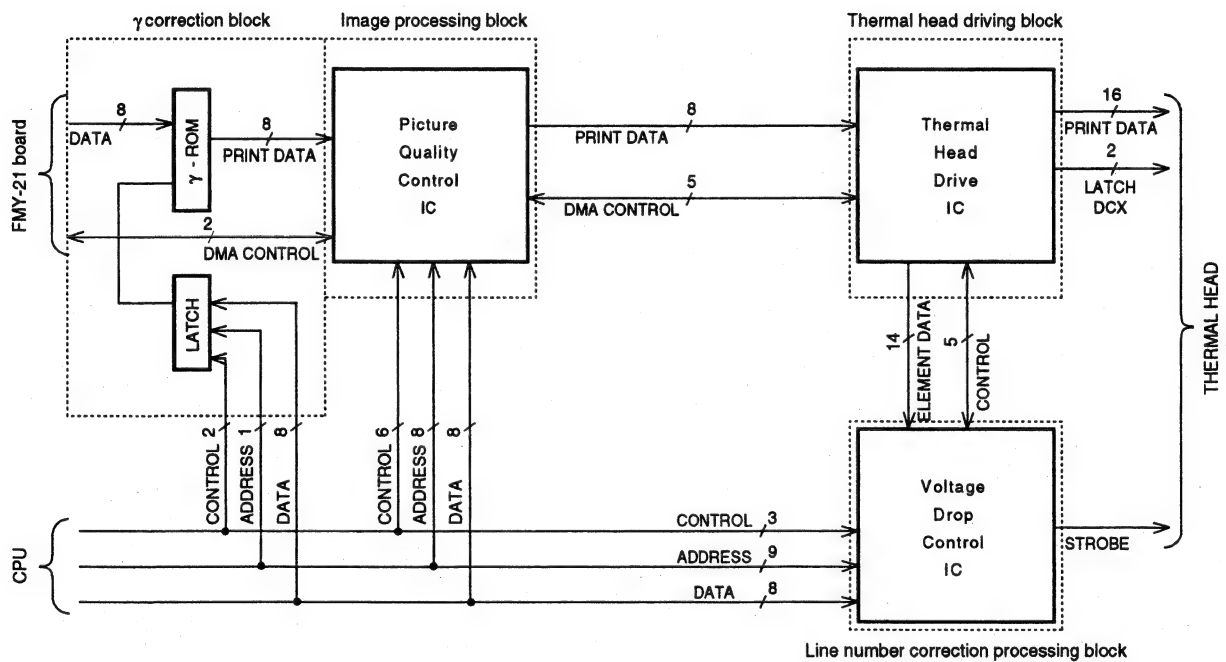 γ correction block
Image processing block
Thermal head driving block
FMY-21 board
8
DATA
γ - ROM
8
PRINT DATA
Picture
Quality
Control
IC
8
PRINT DATA
5
DMA CONTROL
Thermal
Head
Drive
IC
16
PRINT DATA
2
LATCH
DCX
2
DMA CONTROL
LATCH
THERMAL HEAD
14
ELEMENT DATA
5
CONTROL
CONTROL 2
ADDRESS 1
DATA 8
CONTROL 6
ADDRESS 8
DATA 8
CPU
CONTROL 3
ADDRESS 9
DATA 8
Voltage
Drop
Control
IC
STROBE
Line number correction processing block